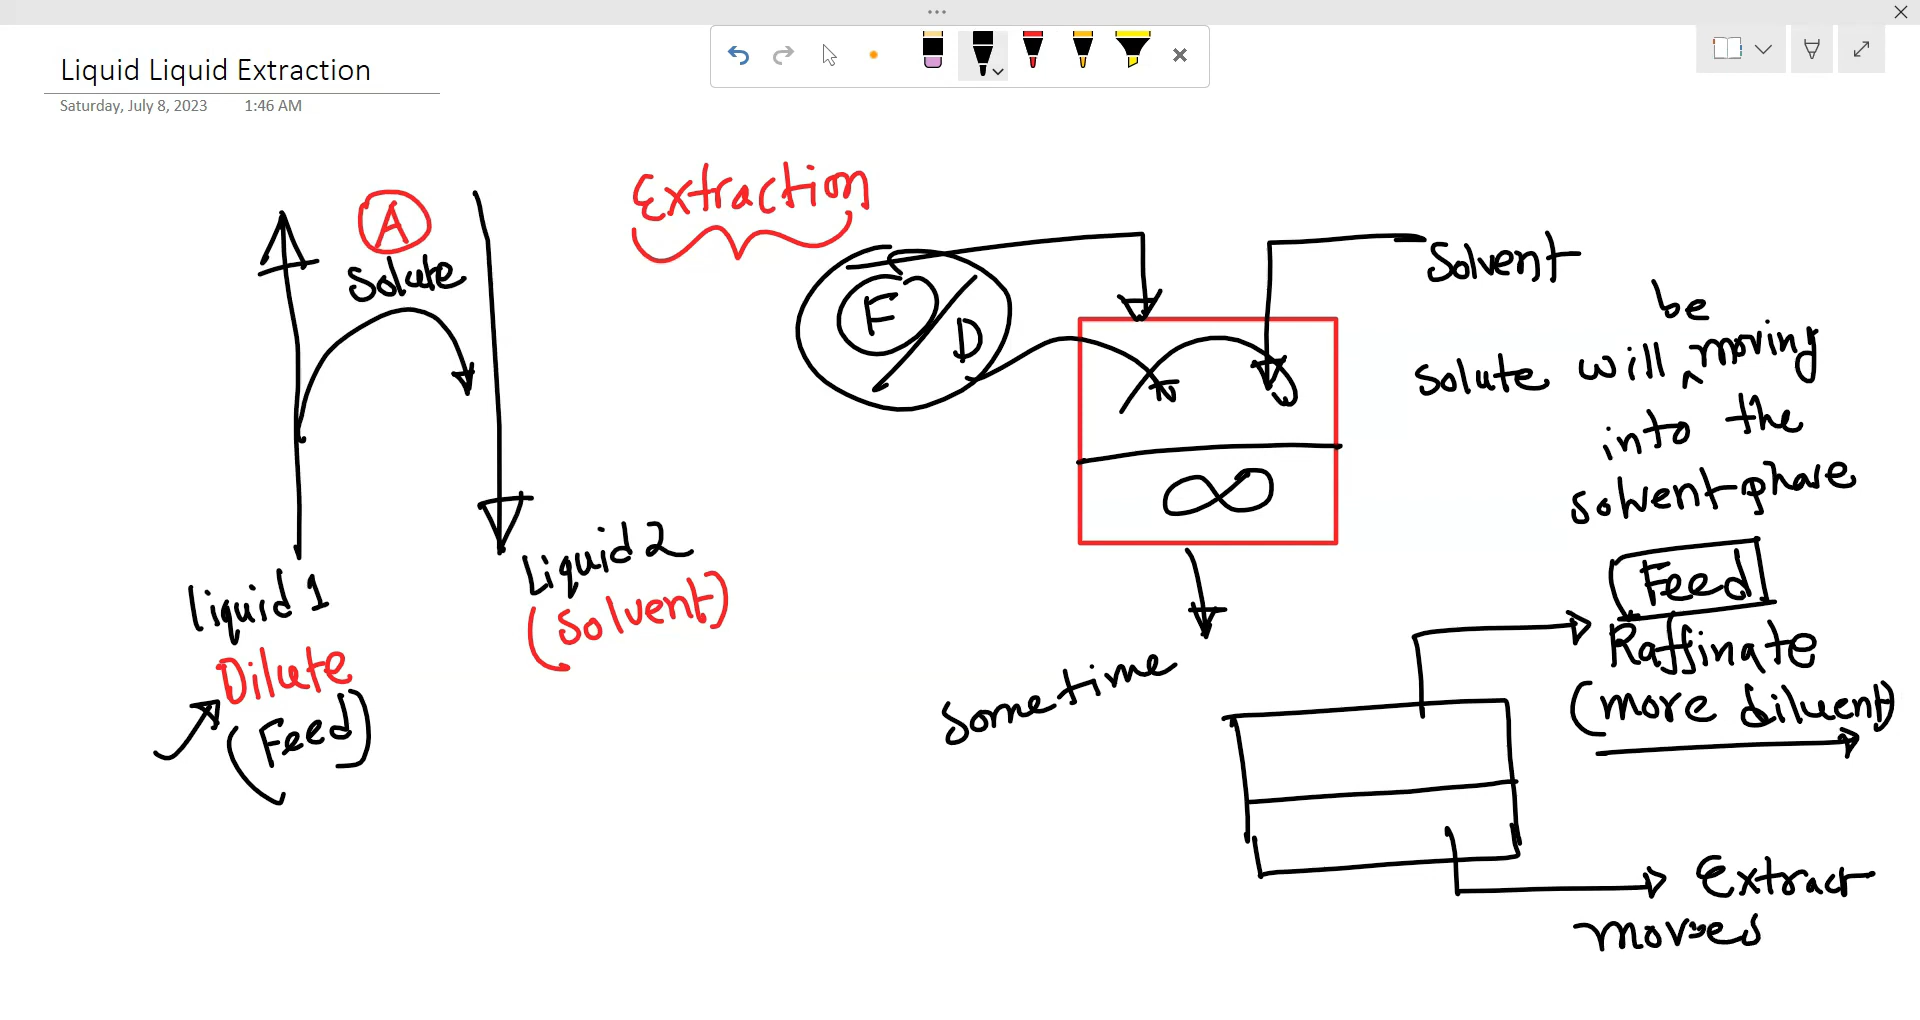 Liquid Liquid Extraction
Saturday, July 8, 2023 1:46 AM
Extraction
A
Solute
Solvent
F
D
be
Solute will ^ moving
into the
solvent phase
Liquid 2
(Solvent)
Liquid 1
Dilute
(Feed)
∞
Sometime
Feed
Raffinate
(more diluent)
Extract